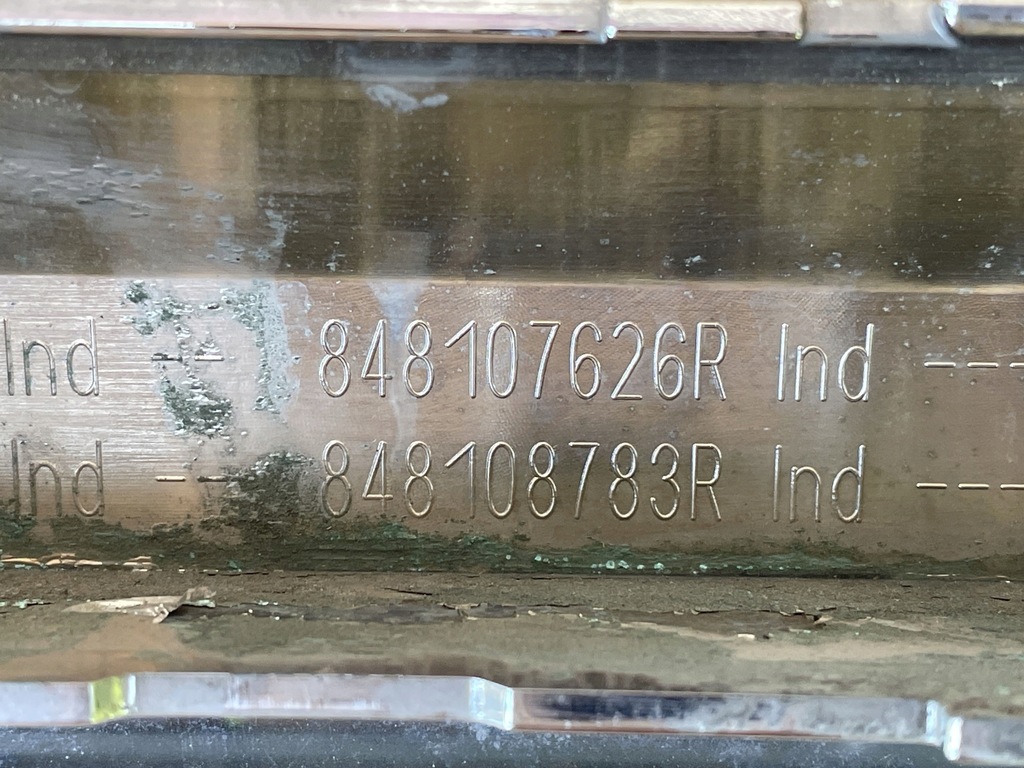 Ind -- 848107626R Ind ---
Ind -- 848108783R Ind ---